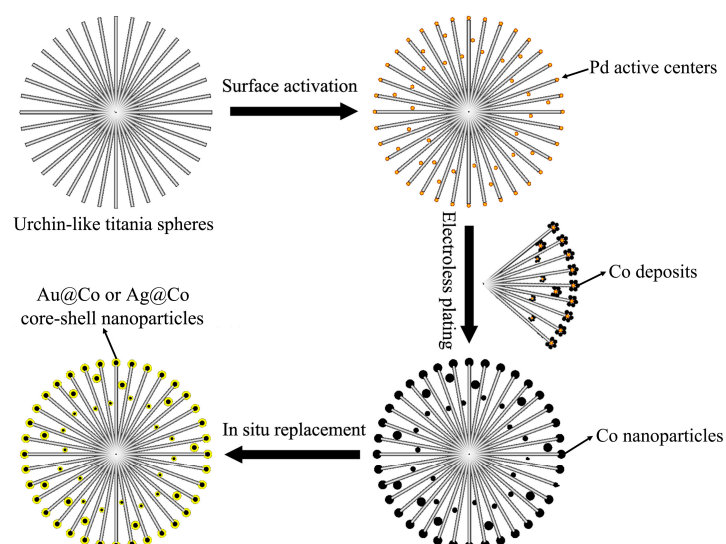 Surface activation
Pd active centers
Urchin-like titania spheres
Electroless plating
Co deposits
Au@Co or Ag@Co
core-shell nanoparticles
In situ replacement
Co nanoparticles